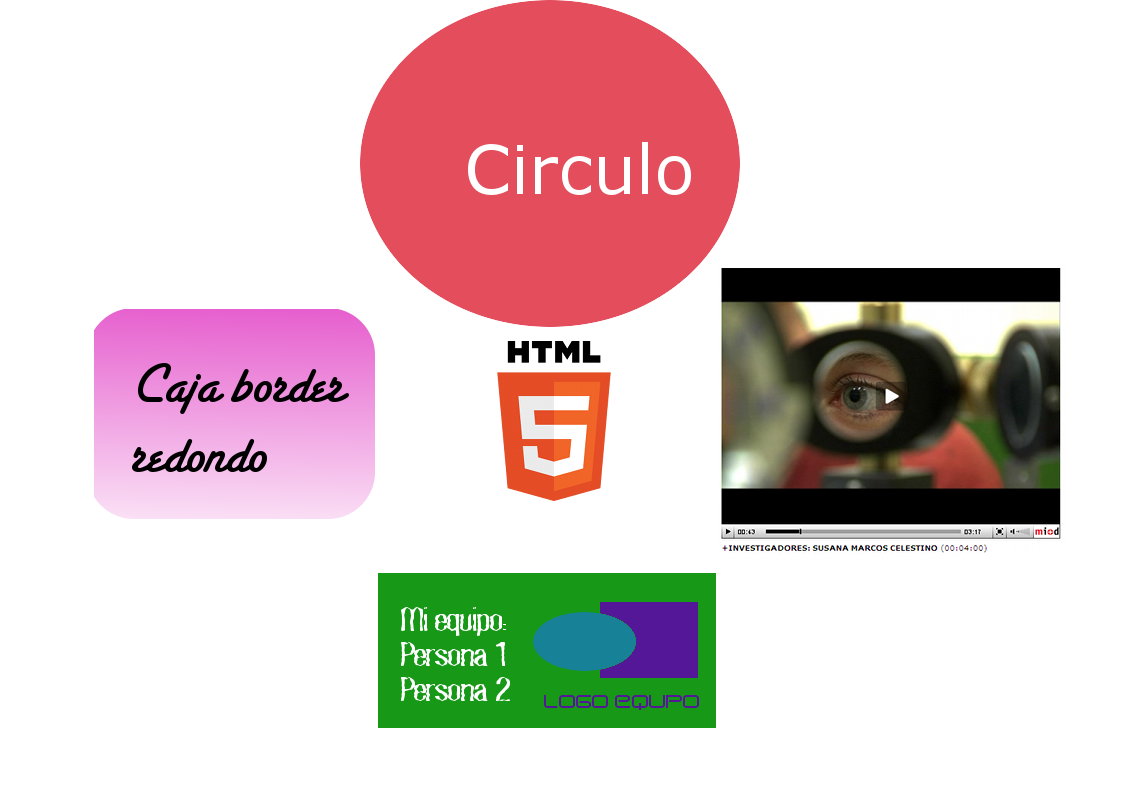 Circulo
Caja border
redondo
HTML
5
00:43
03:17
miod
+INVESTIGADORES: SUSANA MARCOS CELESTINO (00:04:00)
Mi equipo:
Persona 1
Persona 2
LOGO EQUPO